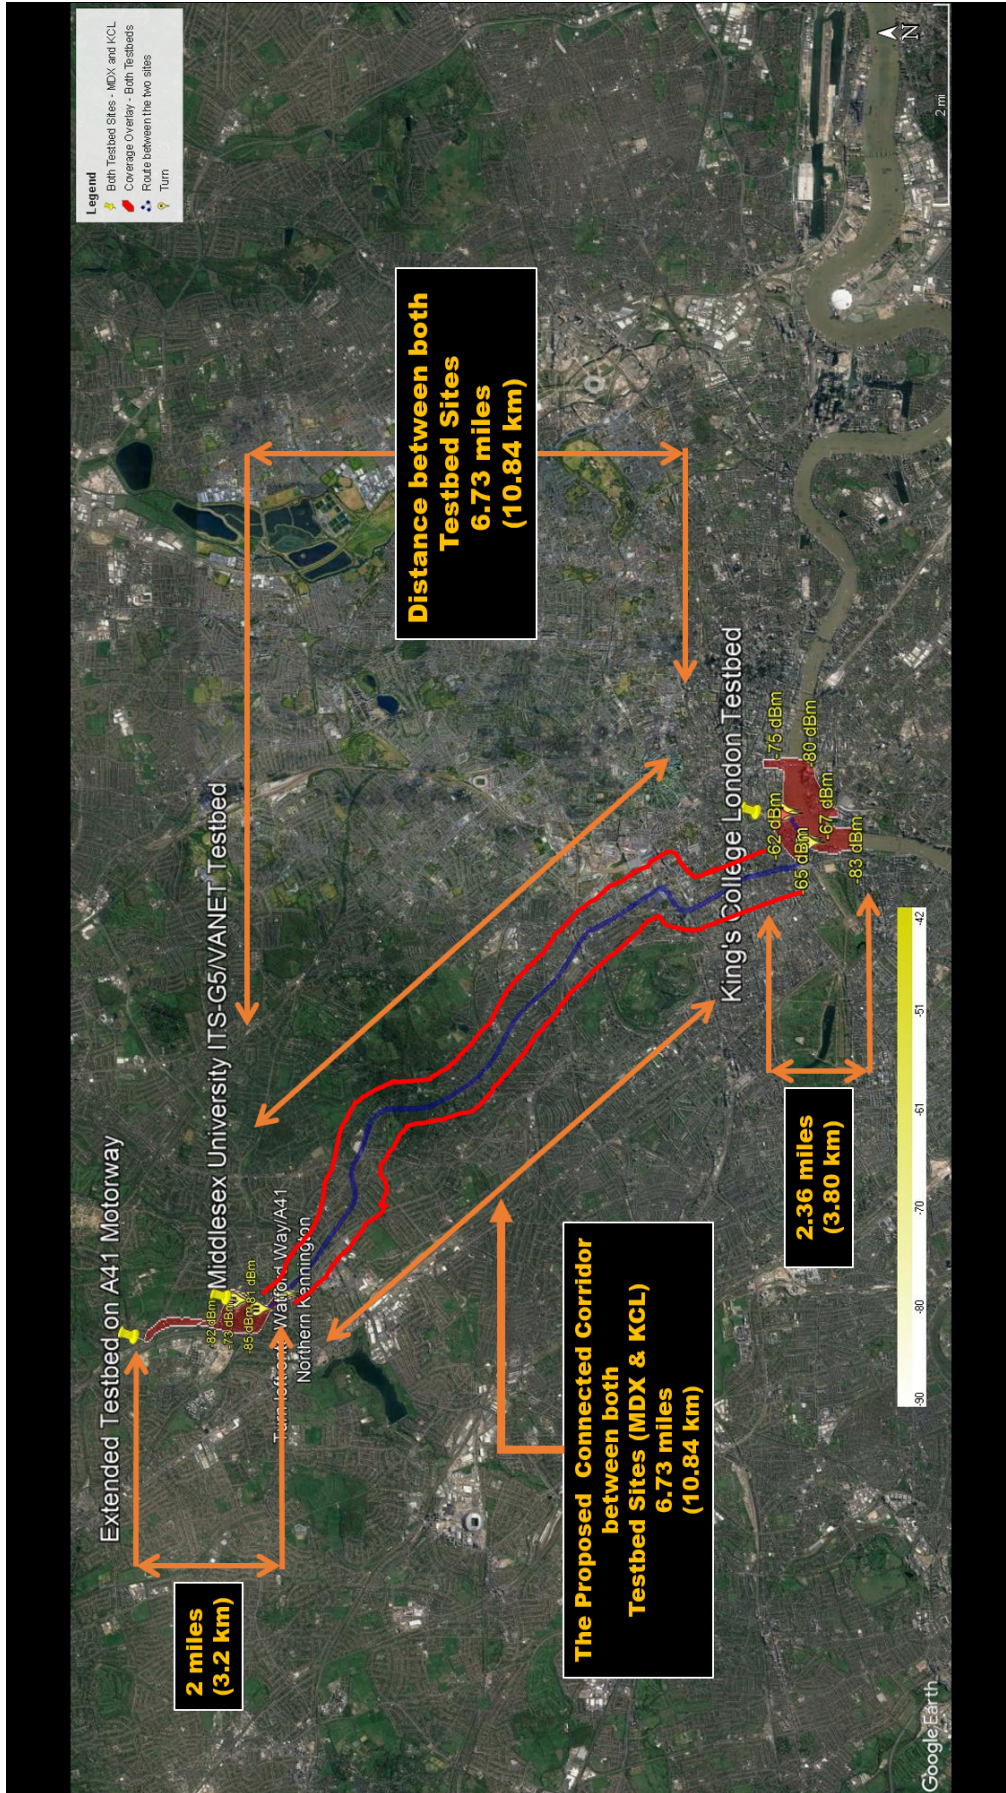 Legend
Both Testbed Sites - MDX and KCL
Coverage Overlay - Both Testbeds
Route between the two sites
Turn
Extended Testbed on A41 Motorway
Middlesex University ITS-G5/VANET Testbed
-82 dBm
-73 dBm
-85 dBm
-81 dBm
Watford Way/A41
Northern Kennington
2 miles
(3.2 km)
Distance between both
Testbed Sites
6.73 miles
(10.84 km)
The Proposed Connected Corridor
between both
Testbed Sites (MDX & KCL)
6.73 miles
(10.84 km)
King's College London Testbed
-75 dBm
-80 dBm
-62 dBm
-67 dBm
-65 dBm
-83 dBm
2.36 miles
(3.80 km)
-90 -80 -70 -61 -51 -42
Google Earth
N
2 mi